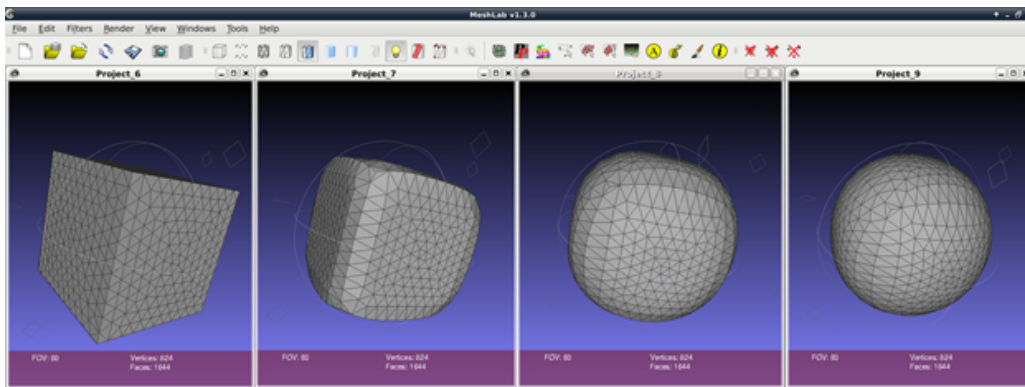 MeshLab v1.3.0
File Edit Filters Render View Windows Tools Help
Project_6
Project_7
Project_8
Project_9
FOV: 60
Vertices: 824
Faces: 1644
FOV: 60
Vertices: 824
Faces: 1644
FOV: 60
Vertices: 824
Faces: 1644
FOV: 60
Vertices: 824
Faces: 1644